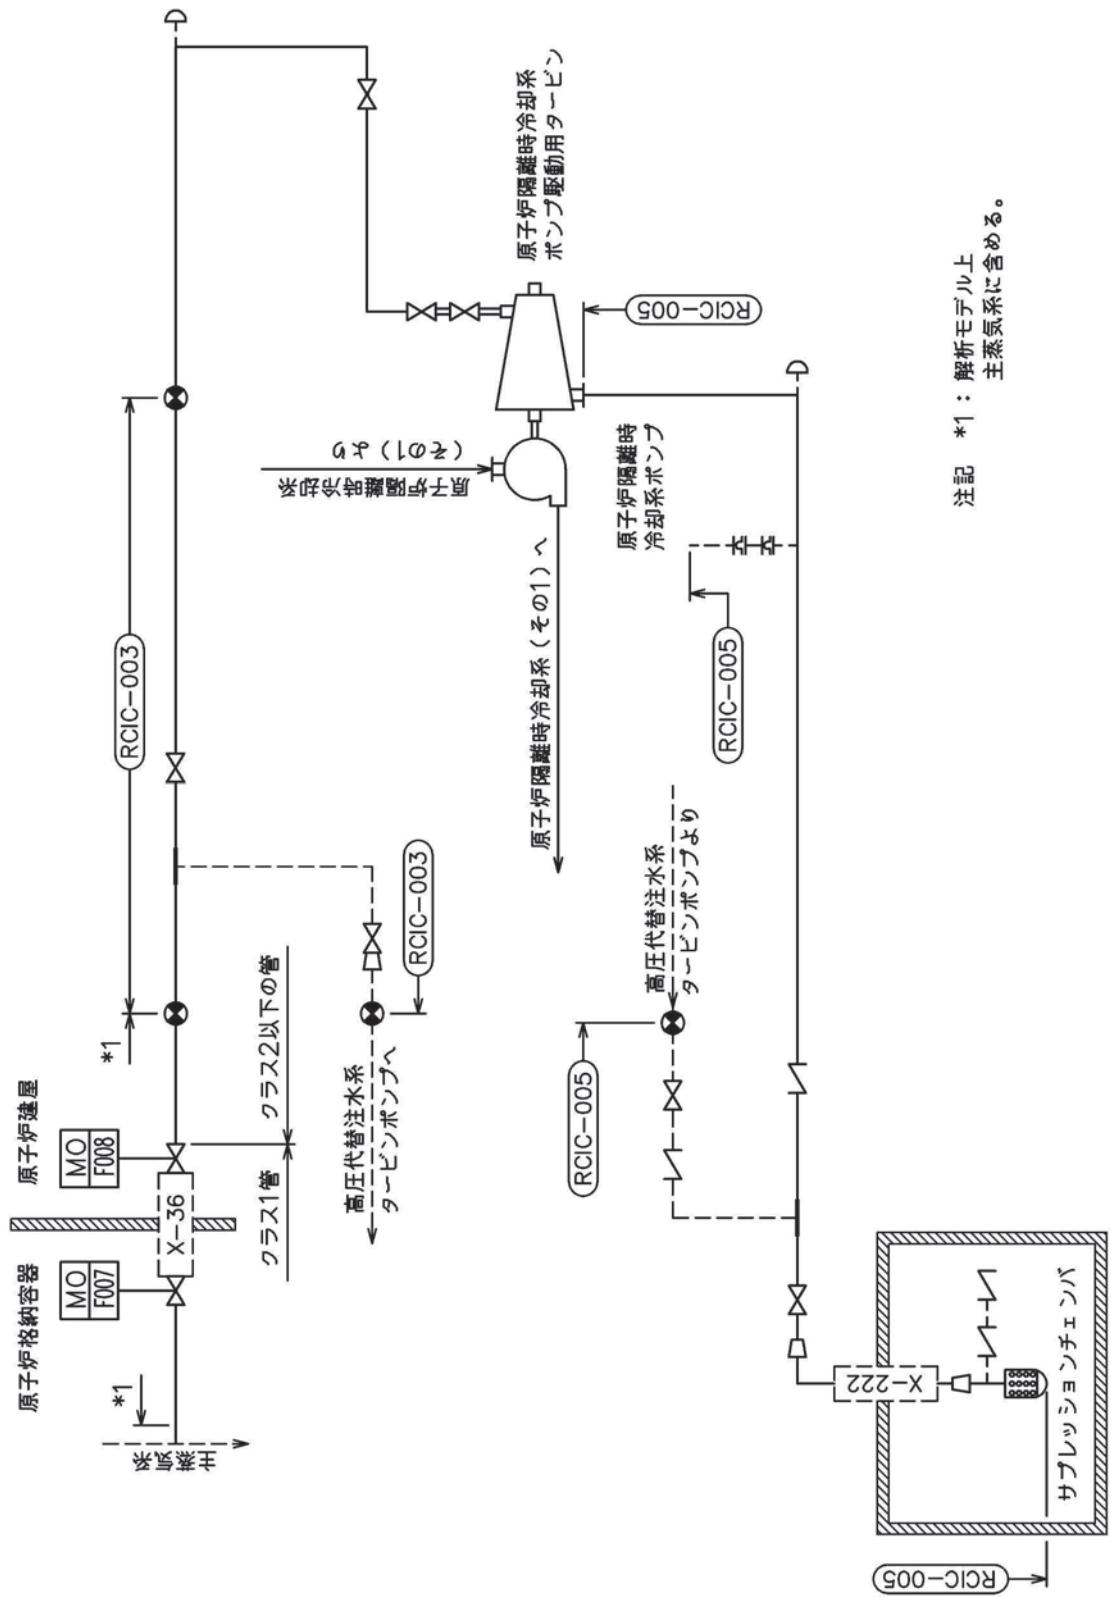 原子炉格納容器
原子炉建屋
MO
F007
MO
F008
X-36
*1
*1
主蒸気系
RCIC-003
クラス1管
クラス2以下の管
高圧代替注水系
タービンポンプへ
RCIC-003
原子炉隔離時冷却系
(その1)より
原子炉隔離時冷却系
ポンプ駆動用タービン
RCIC-005
原子炉隔離時冷却系(その1)へ
原子炉隔離時
冷却系ポンプ
RCIC-005
高圧代替注水系
タービンポンプより
RCIC-005
X-222
サプレッションチェンバ
RCIC-005
注記 *1:解析モデル上
主蒸気系に含める。